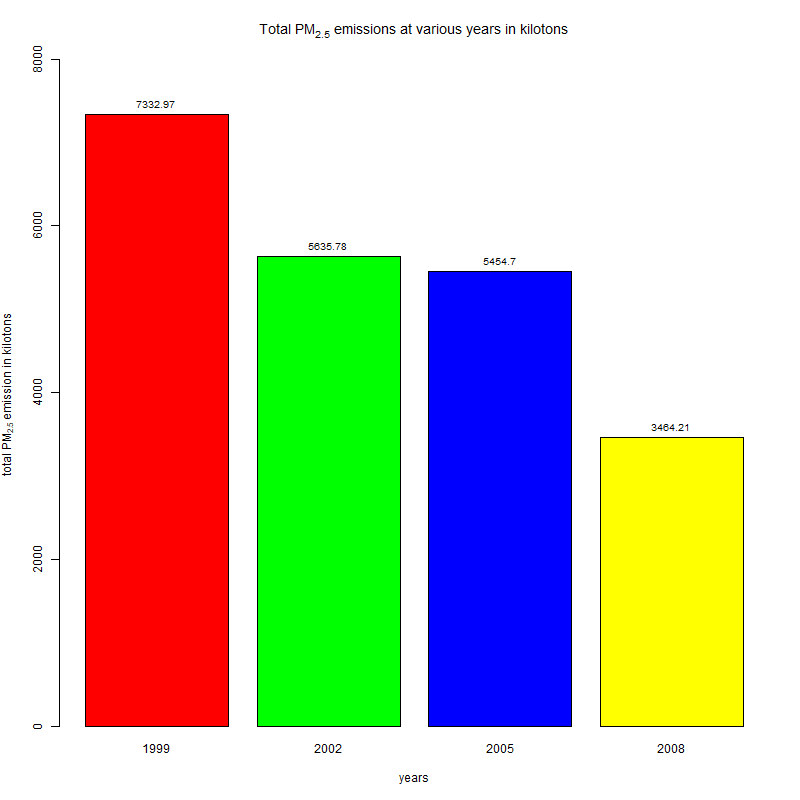 Total PM2.5 emissions at various years in kilotons
total PM2.5 emission in kilotons
8000
6000
4000
2000
0
7332.97
5635.78
5454.7
3464.21
1999 2002 2005 2008
years